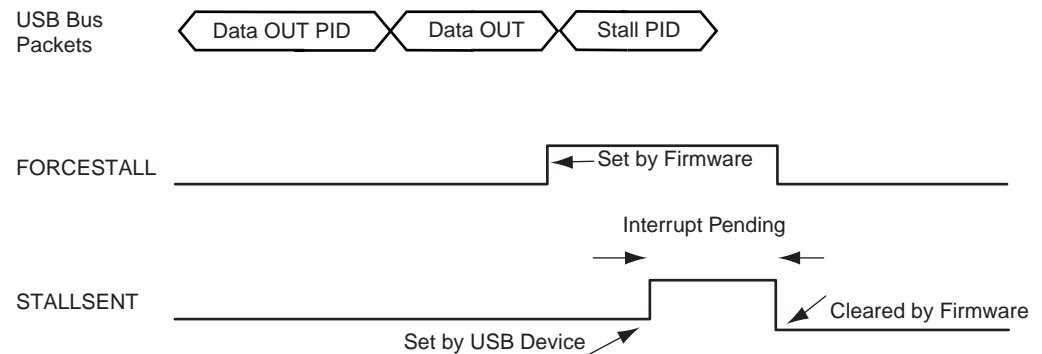 USB Bus
Packets
Data OUT PID
Data OUT
Stall PID
FORCESTALL
Set by Firmware
Interrupt Pending
STALLSENT
Cleared by Firmware
Set by USB Device